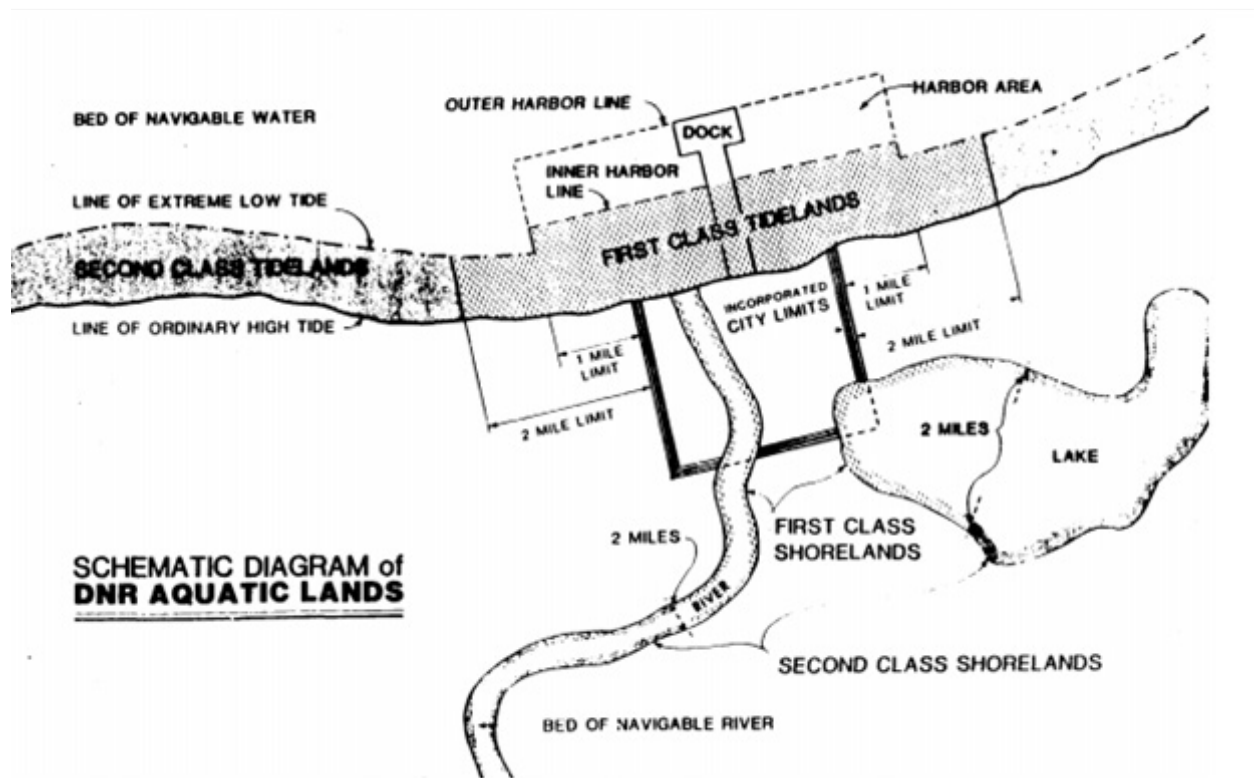 BED OF NAVIGABLE WATER
OUTER HARBOR LINE
HARBOR AREA
DOCK
INNER HARBOR
LINE
LINE OF EXTREME LOW TIDE
FIRST CLASS TIDELANDS
SECOND CLASS TIDELANDS
LINE OF ORDINARY HIGH TIDE
INCORPORATED
CITY LIMITS
1 MILE
LIMIT
2 MILE LIMIT
1 MILE
LIMIT
2 MILE LIMIT
2 MILES
LAKE
FIRST CLASS
SHORELANDS
2 MILES
RIVER
SCHEMATIC DIAGRAM of
DNR AQUATIC LANDS
SECOND CLASS SHORELANDS
BED OF NAVIGABLE RIVER